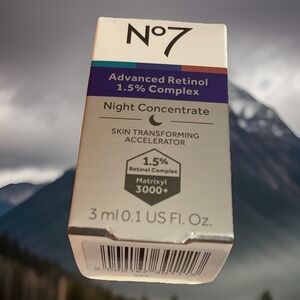 No7
Advanced Retinol
1.5% Complex
Night Concentrate
SKIN TRANSFORMING
ACCELERATOR
1.5%
Retinol Complex
Matrixyl
3000+
3 ml 0.1 US Fl. Oz.